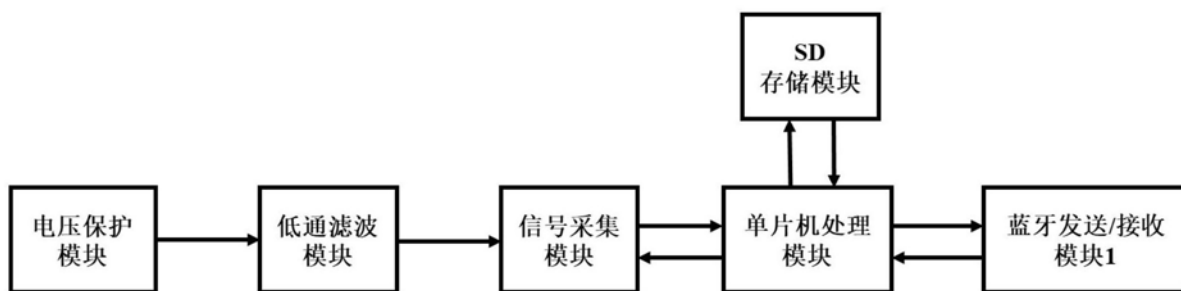 SD
存储模块
电压保护
模块
低通滤波
模块
信号采集
模块
单片机处理
模块
蓝牙发送/接收
模块1